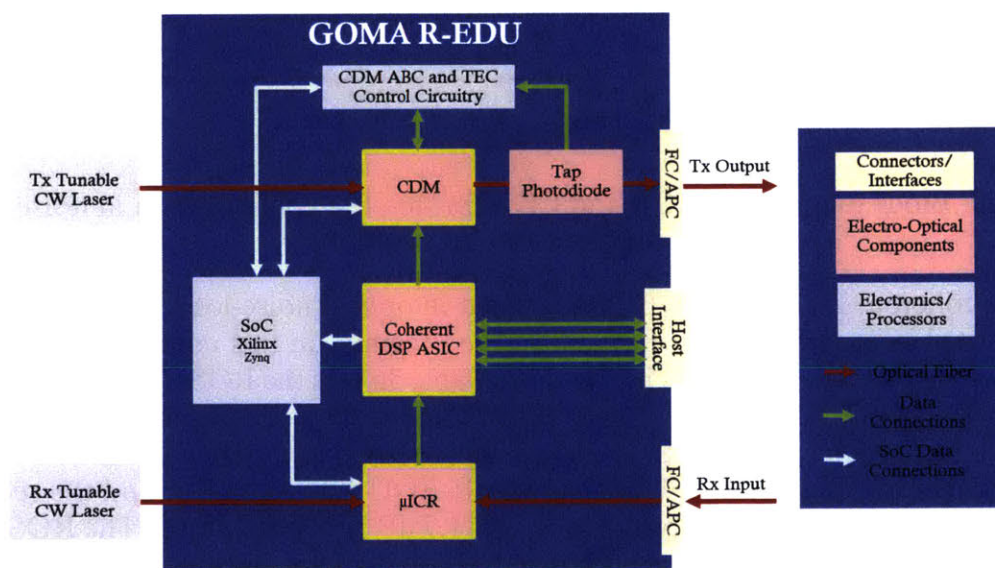 GOMA R-EDU
CDM ABC and TEC
Control Circuitry
Tx Tunable
CW Laser
CDM
Tap
Photodiode
FC/APC
Tx Output
SoC
Xilinx
Zynq
Coherent
DSP ASIC
Host
Interface
Rx Tunable
CW Laser
μICR
FC/APC
Rx Input
Connectors/
Interfaces
Electro-Optical
Components
Electronics/
Processors
Optical Fiber
Data
Connections
SoC Data
Connections